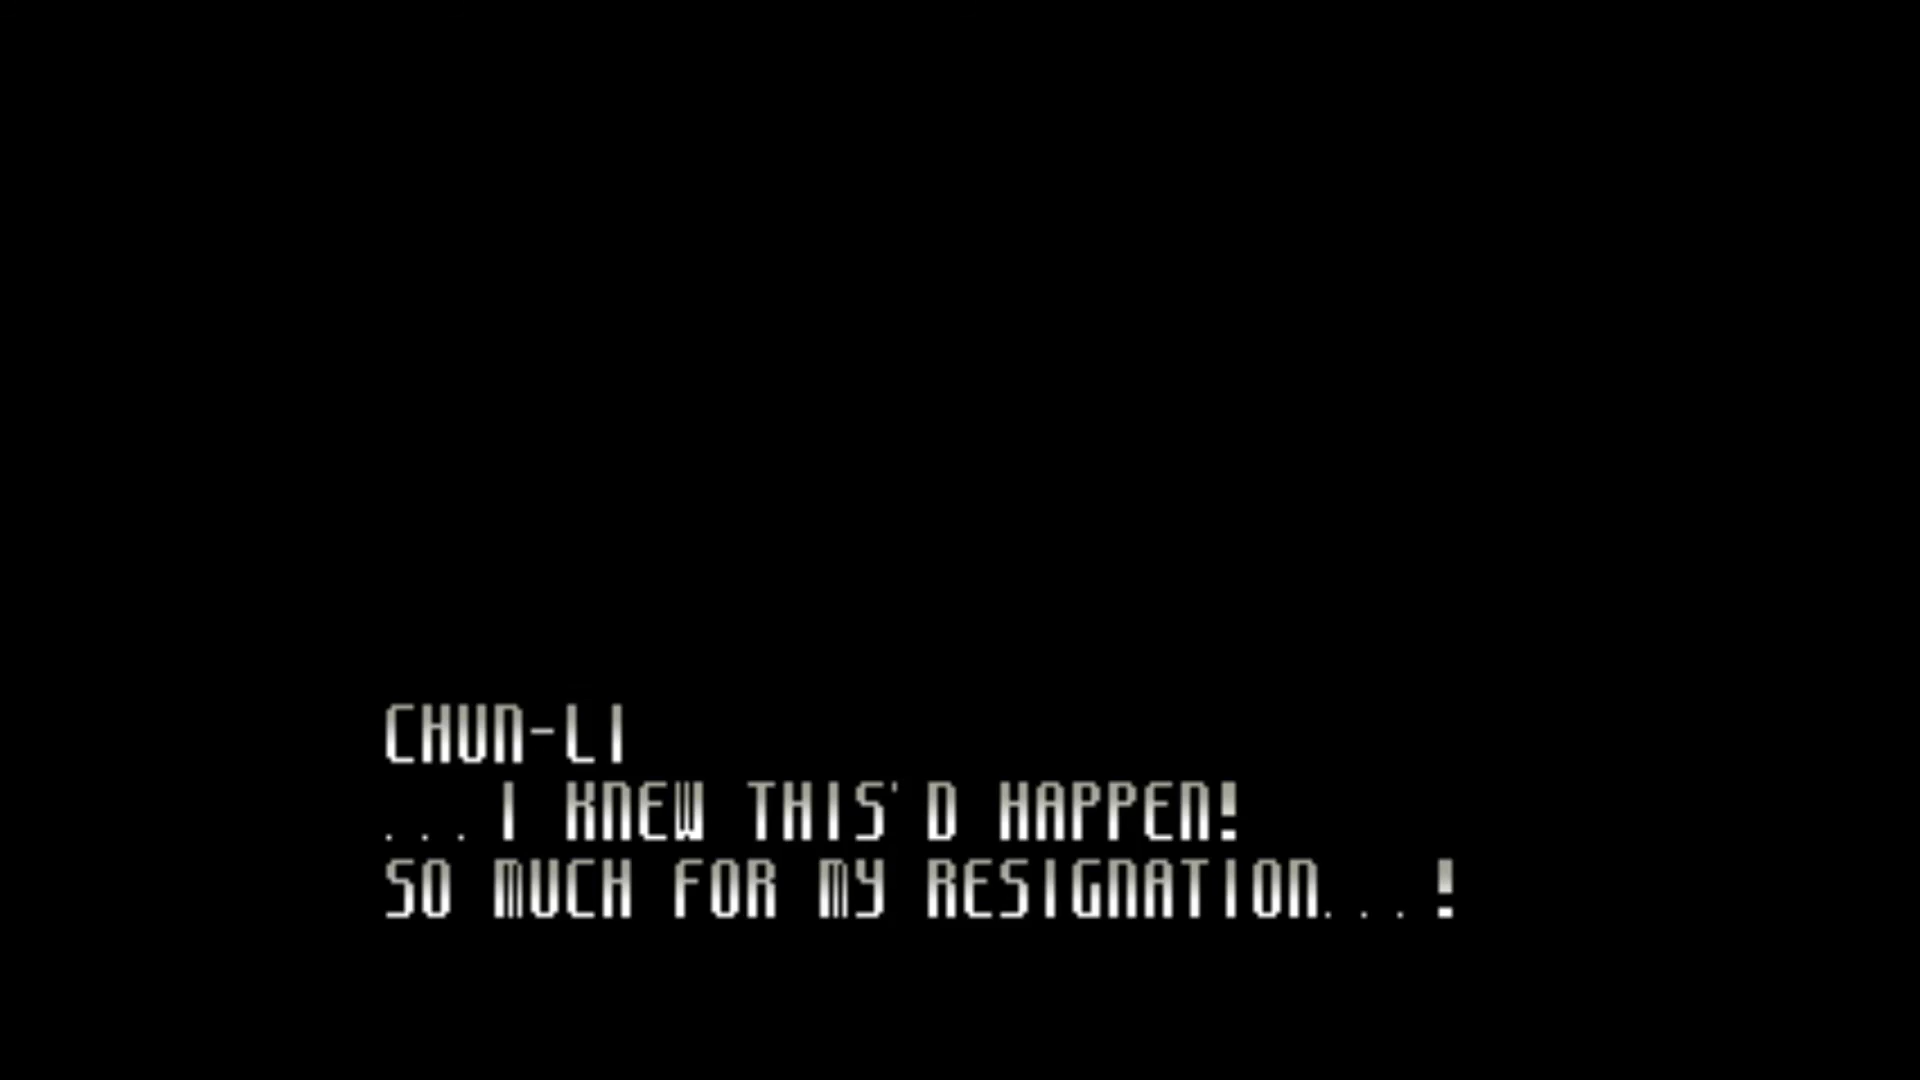 CHUN-LI
...I KNEW THIS'D HAPPEN!
SO MUCH FOR MY RESIGNATION...!